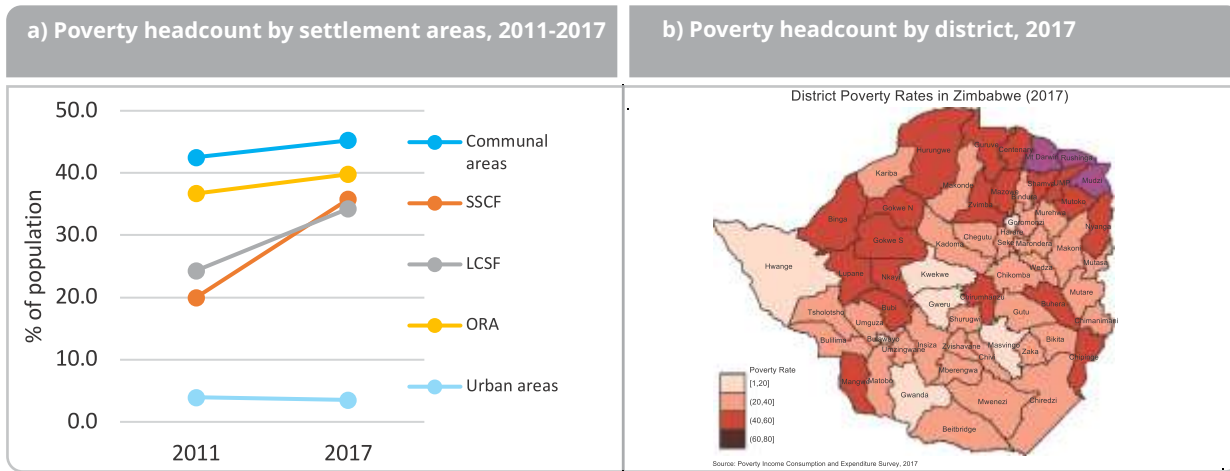 a) Poverty headcount by settlement areas, 2011-2017
50.0
40.0
30.0
20.0
10.0
0.0
% of population
2011
2017
Communal
areas
SSCF
LCSF
ORA
Urban areas
b) Poverty headcount by district, 2017
District Poverty Rates in Zimbabwe (2017)
Hurungwe
Guruve
Centenary
Rushinga
Kariba
Mudzi
Makonde
Mazowe
Bindura
Shamva
UMP
Mutoko
Zvimba
Murehwa
Goromonzi
Binga
Gokwe N.
Nyanga
Harare
Gokwe S
Kadoma
Chegutu
Seke
Marondera
Makoni
Mutasa
Hwange
Lupane
Nkayi
Kwekwe
Chikomba
Wedza
Mutare
Gweru
Buhera
Bubi
Tsholotsho
Umguza
Shurugwi
Gutu
Chimanimani
Bulilima
Umzingwane
Insiza
Zvishavane
Chivi
Masvingo
Zaka
Bikita
Chipinge
Mberengwa
Matobo
Gwanda
Mwenezi
Chiredzi
Beitbridge
Poverty Rate
[1,20]
(20,40]
(40,60]
(60,80]
Source: Poverty Income Consumption and Expenditure Survey, 2017